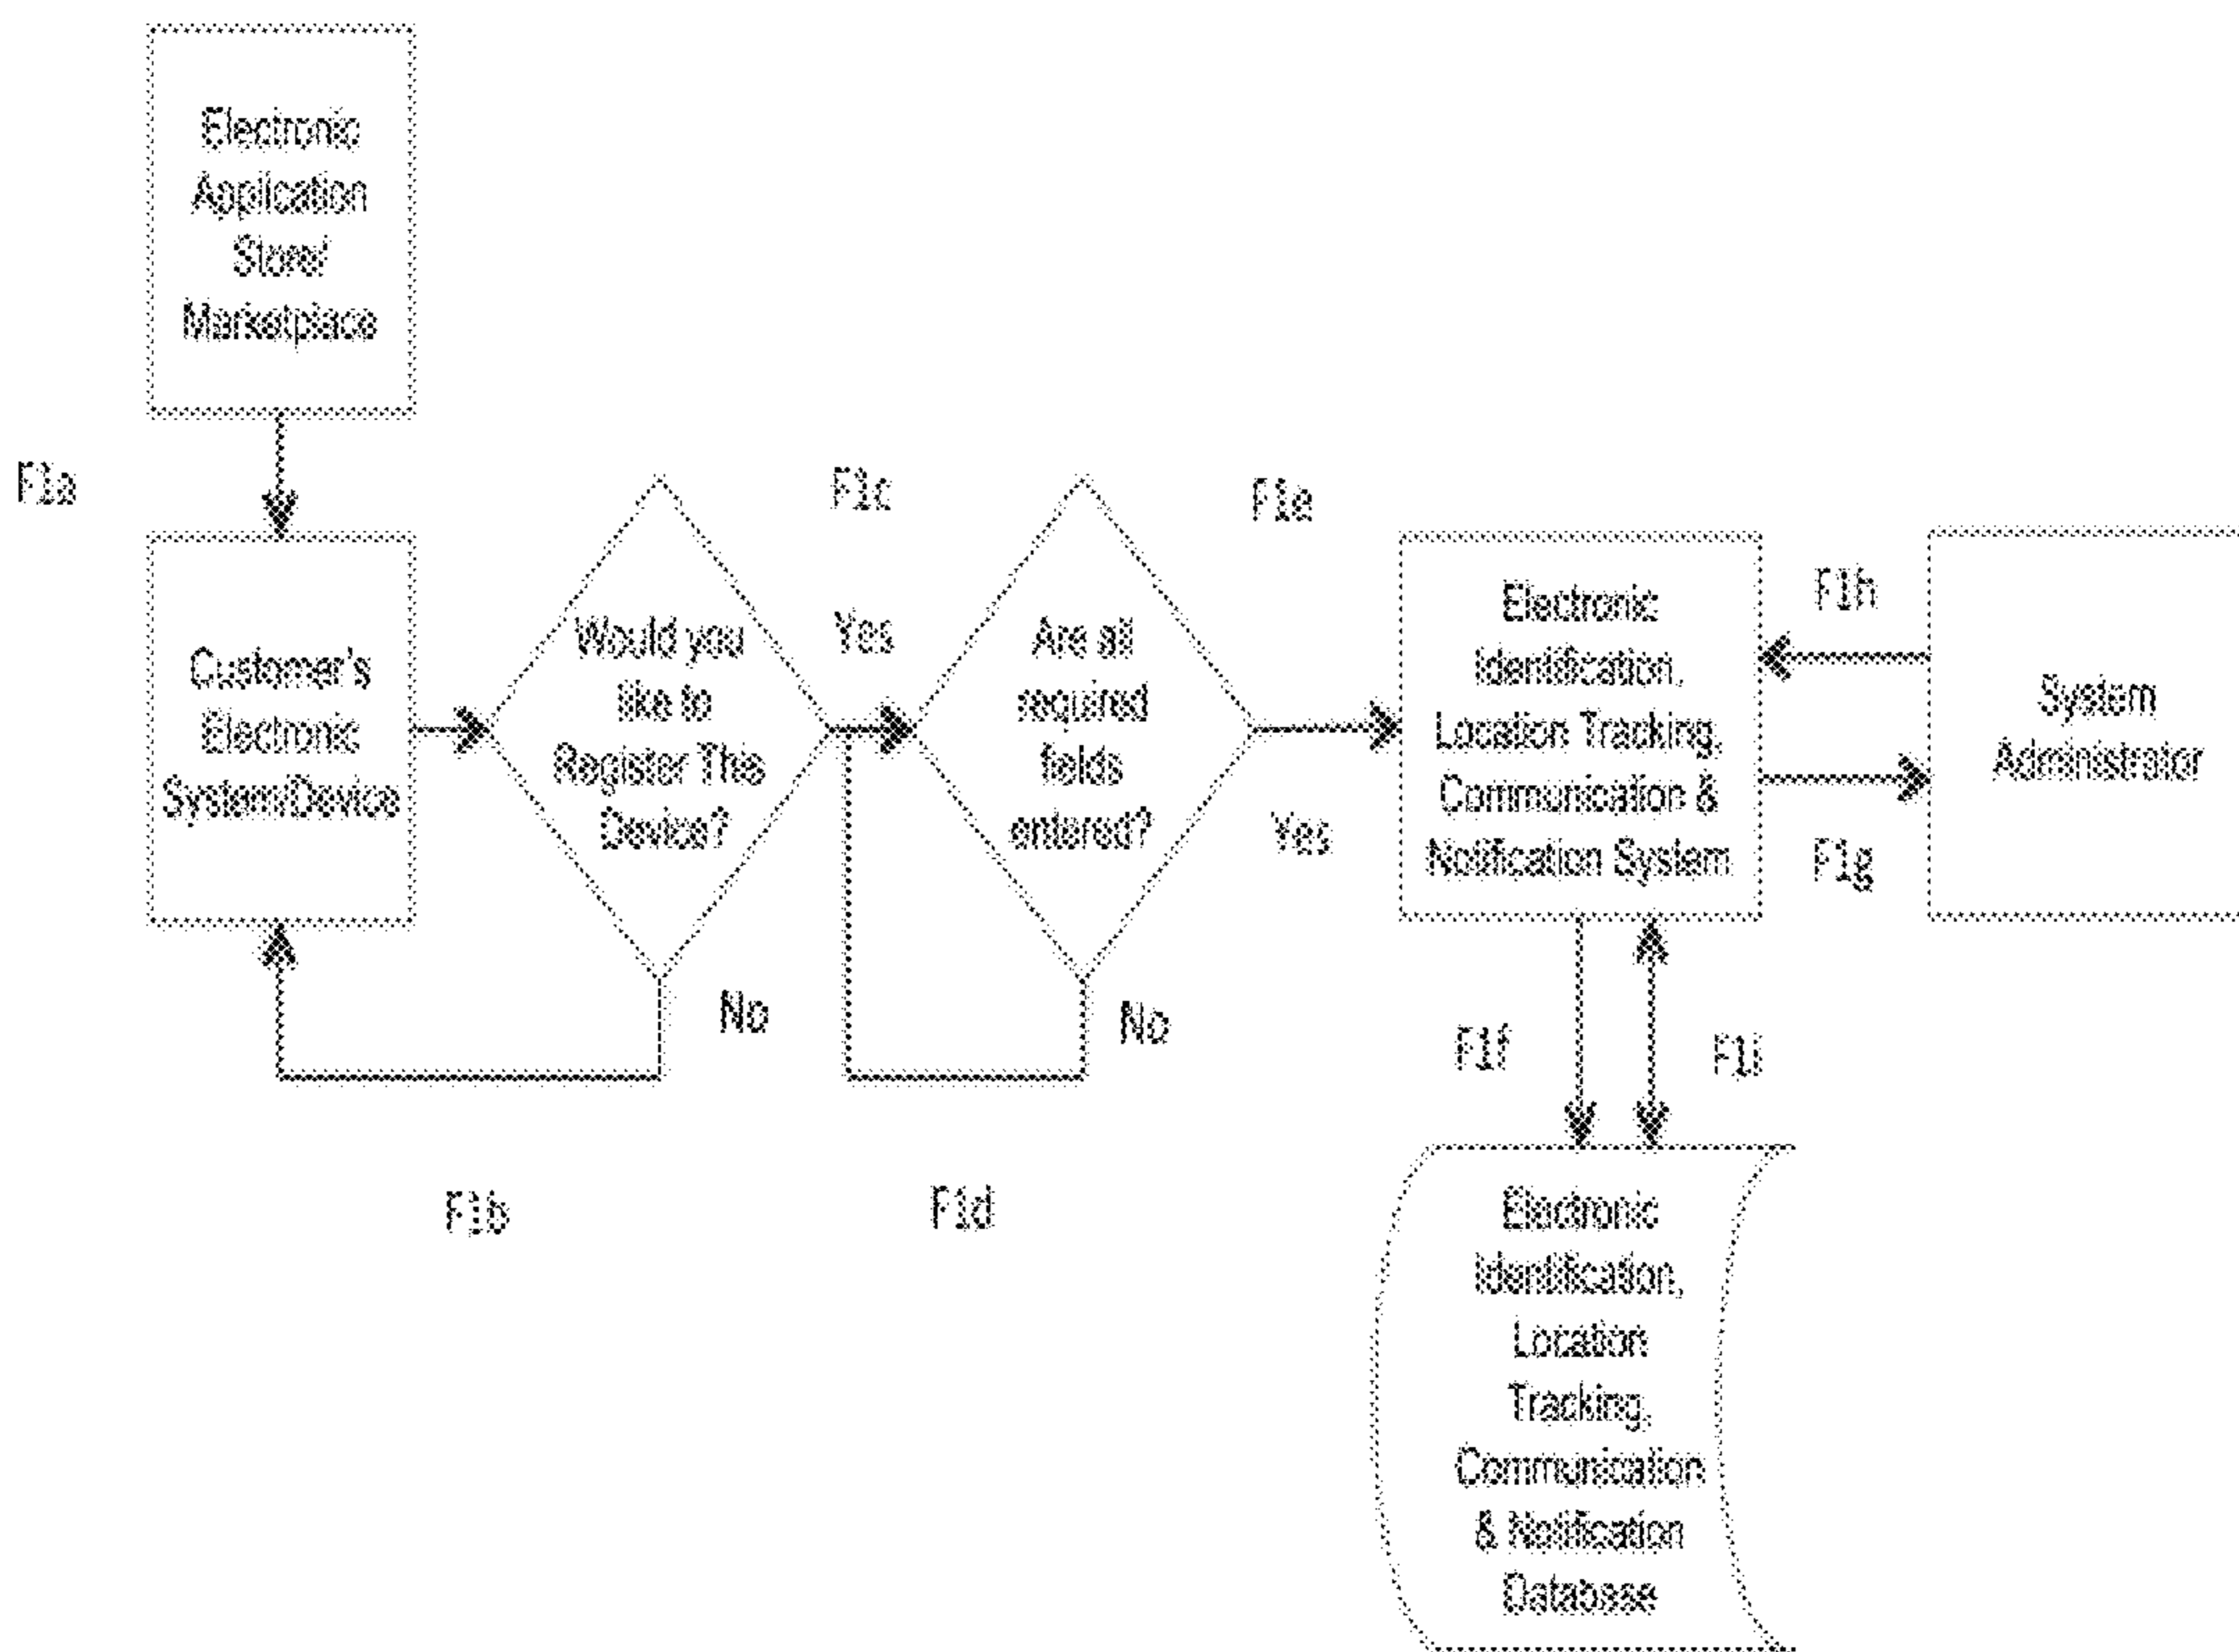 Electronic
Application
Store/
Marketplace
F1a
Customer's
Electronic
System/Device
Would you
like to
Register This
Device?
F1c
Yes
No
F1b
Are all
required
fields
entered?
F1e
Yes
No
F1d
Electronic
Identification,
Location Tracking,
Communication &
Notification System
F1h
F1g
System
Administrator
F1f
F1i
Electronic
Identification,
Location
Tracking,
Communication
& Notification
Database